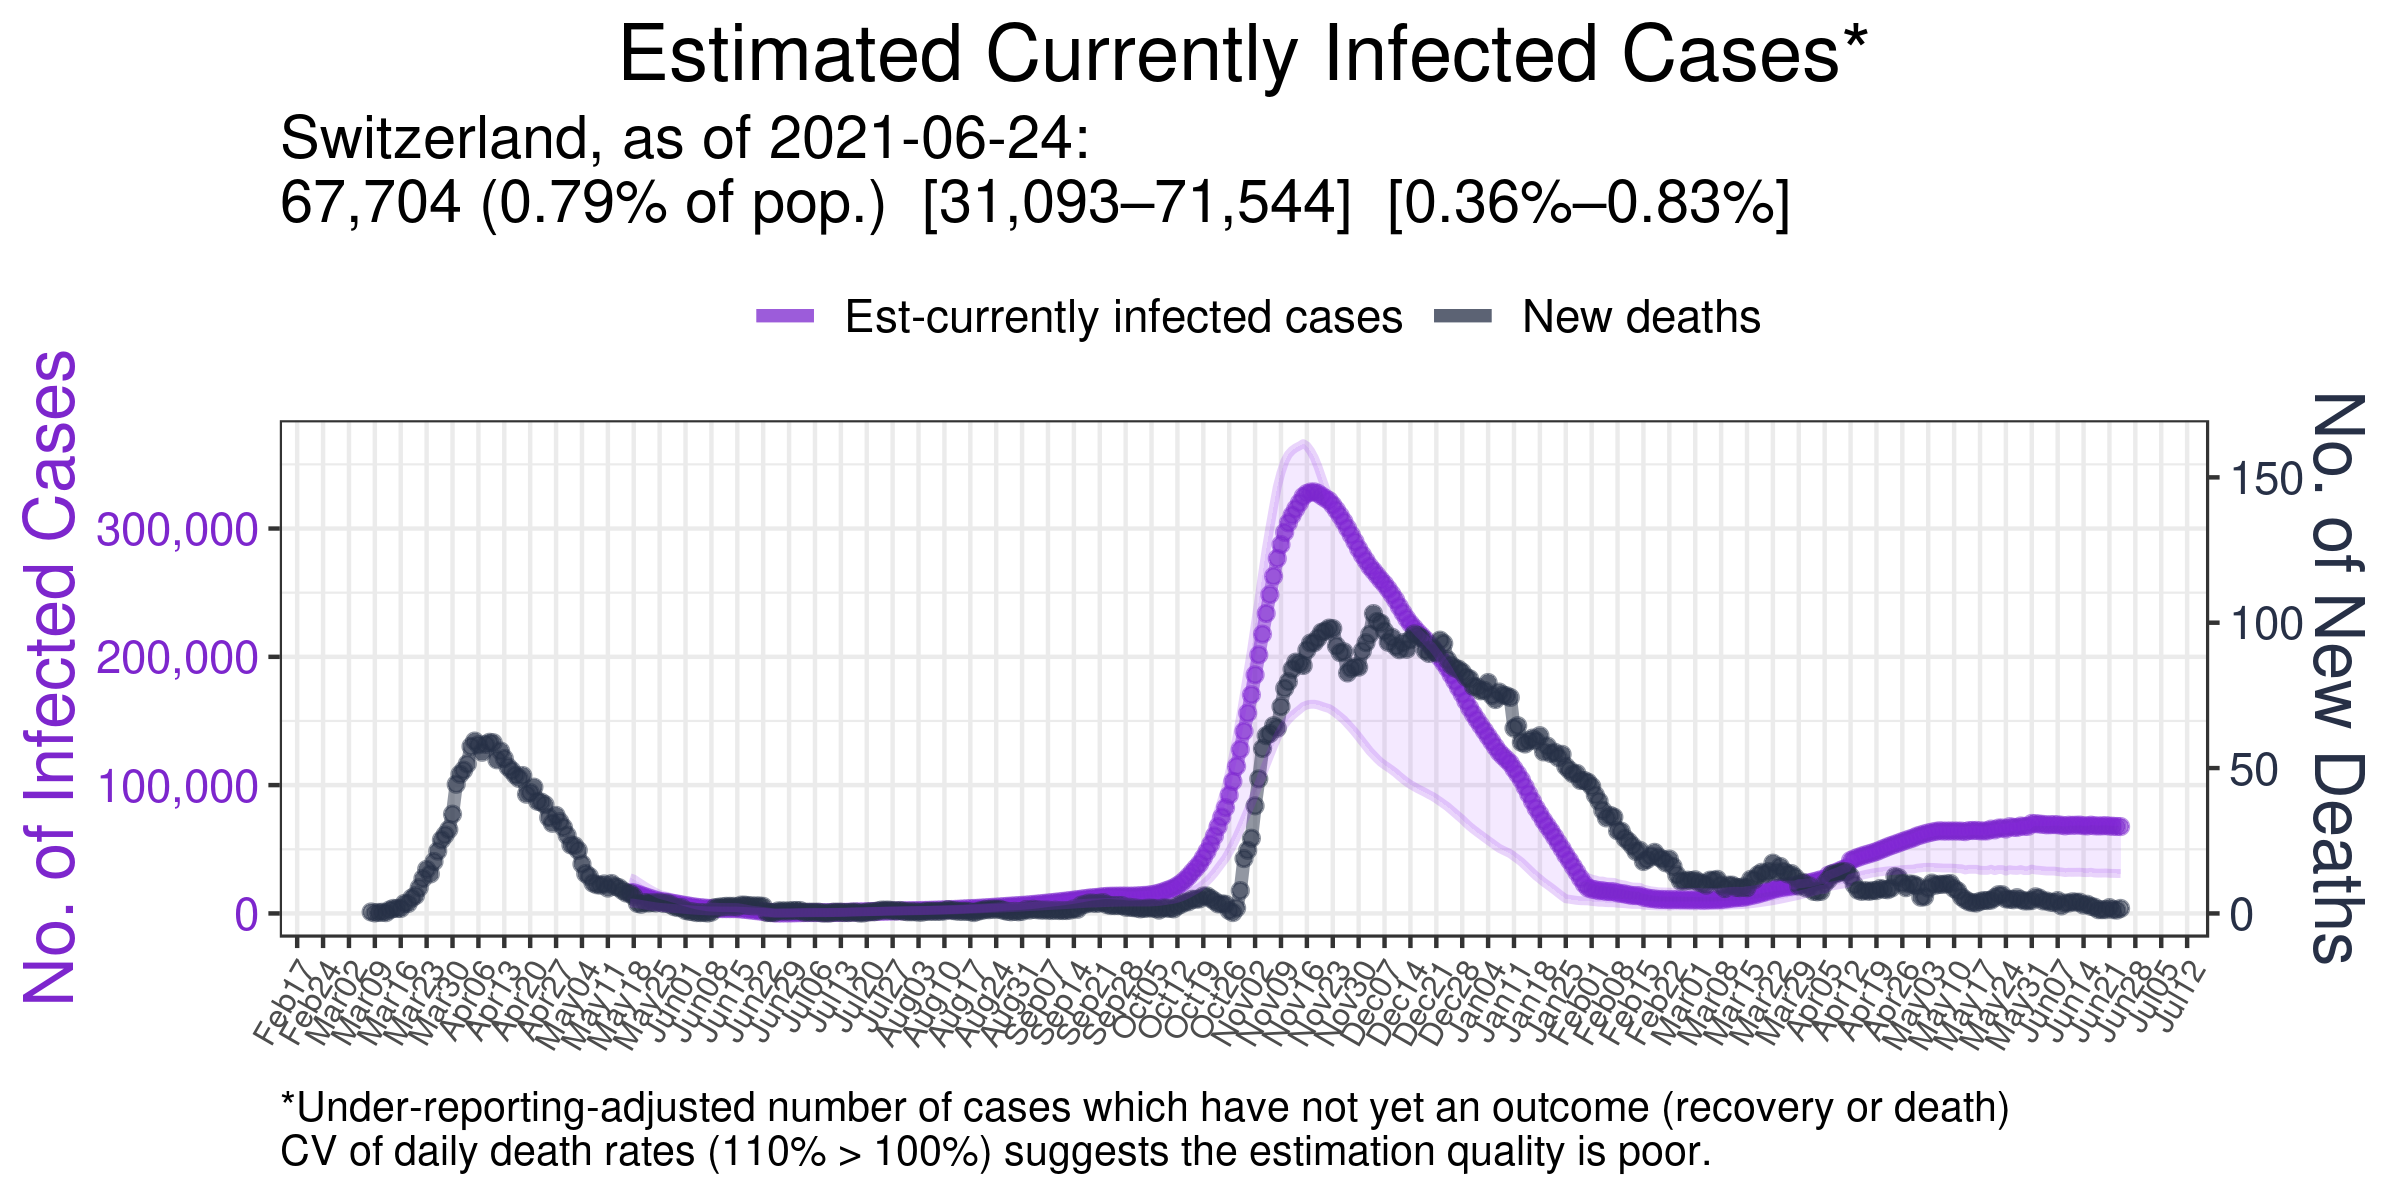 Estimated Currently Infected Cases*
Switzerland, as of 2021-06-24:
67,704 (0.79% of pop.) [31,093–71,544] [0.36%–0.83%]
Est-currently infected cases New deaths
No. of Infected Cases
300,000
200,000
100,000
0
150
100
50
0
No. of New Deaths
Feb17 Feb24 Mar02 Mar09 Mar16 Mar23 Mar30 Apr06 Apr13 Apr20 Apr27 May04 May11 May18 May25 Jun01 Jun08 Jun15 Jun22 Jun29 Jul06 Jul13 Jul20 Jul27 Aug03 Aug10 Aug17 Aug24 Aug31 Sep07 Sep14 Sep21 Sep28 Oct05 Oct12 Oct19 Oct26 Nov02 Nov09 Nov16 Nov23 Nov30 Dec07 Dec14 Dec21 Dec28 Jan04 Jan11 Jan18 Jan25 Feb01 Feb08 Feb15 Feb22 Mar01 Mar08 Mar15 Mar22 Mar29 Apr05 Apr12 Apr19 Apr26 May03 May10 May17 May24 May31 Jun07 Jun14 Jun21 Jun28 Jul05 Jul12
*Under-reporting-adjusted number of cases which have not yet an outcome (recovery or death)
CV of daily death rates (110% > 100%) suggests the estimation quality is poor.